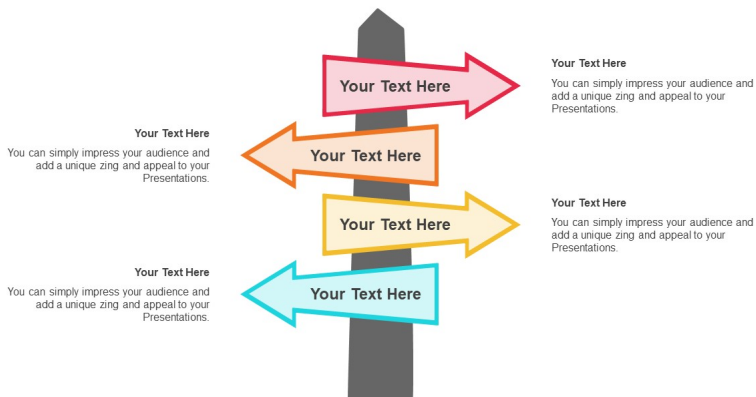 Your Text Here
Your Text Here
You can simply impress your audience and
add a unique zing and appeal to your
Presentations.
Your Text Here
Your Text Here
You can simply impress your audience and
add a unique zing and appeal to your
Presentations.
Your Text Here
Your Text Here
You can simply impress your audience and
add a unique zing and appeal to your
Presentations.
Your Text Here
Your Text Here
You can simply impress your audience and
add a unique zing and appeal to your
Presentations.